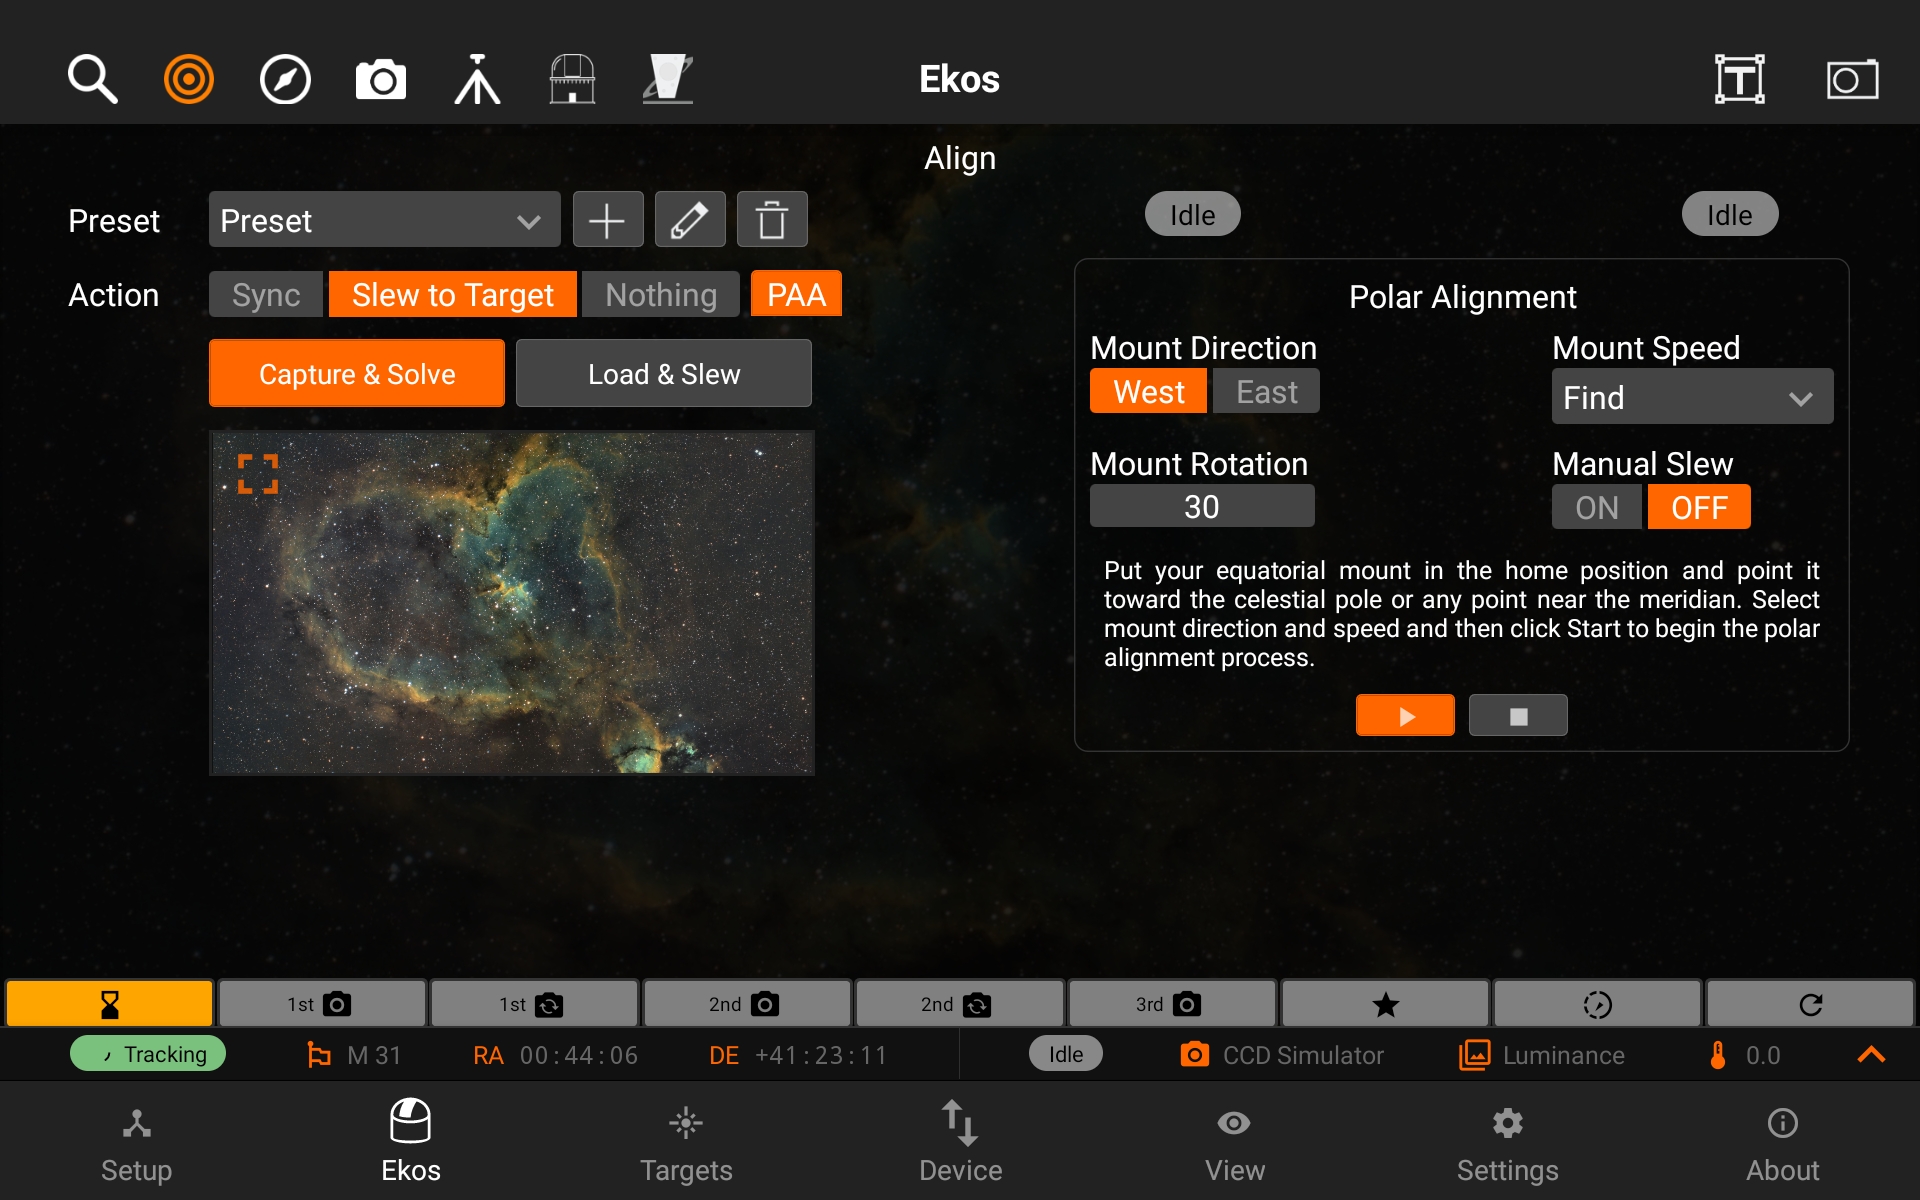 Ekos
Align
Preset Preset
Idle Idle
Action Sync Slew to Target Nothing PAA
Capture & Solve Load & Slew
Polar Alignment
Mount Direction Mount Speed
West East Find
Mount Rotation Manual Slew
30 ON OFF
Put your equatorial mount in the home position and point it
toward the celestial pole or any point near the meridian. Select
mount direction and speed and then click Start to begin the polar
alignment process.
1st 1st 2nd 2nd 3rd
Tracking M 31 RA 00:44:06 DE +41:23:11 Idle CCD Simulator Luminance 0.0
Setup Ekos Targets Device View Settings About